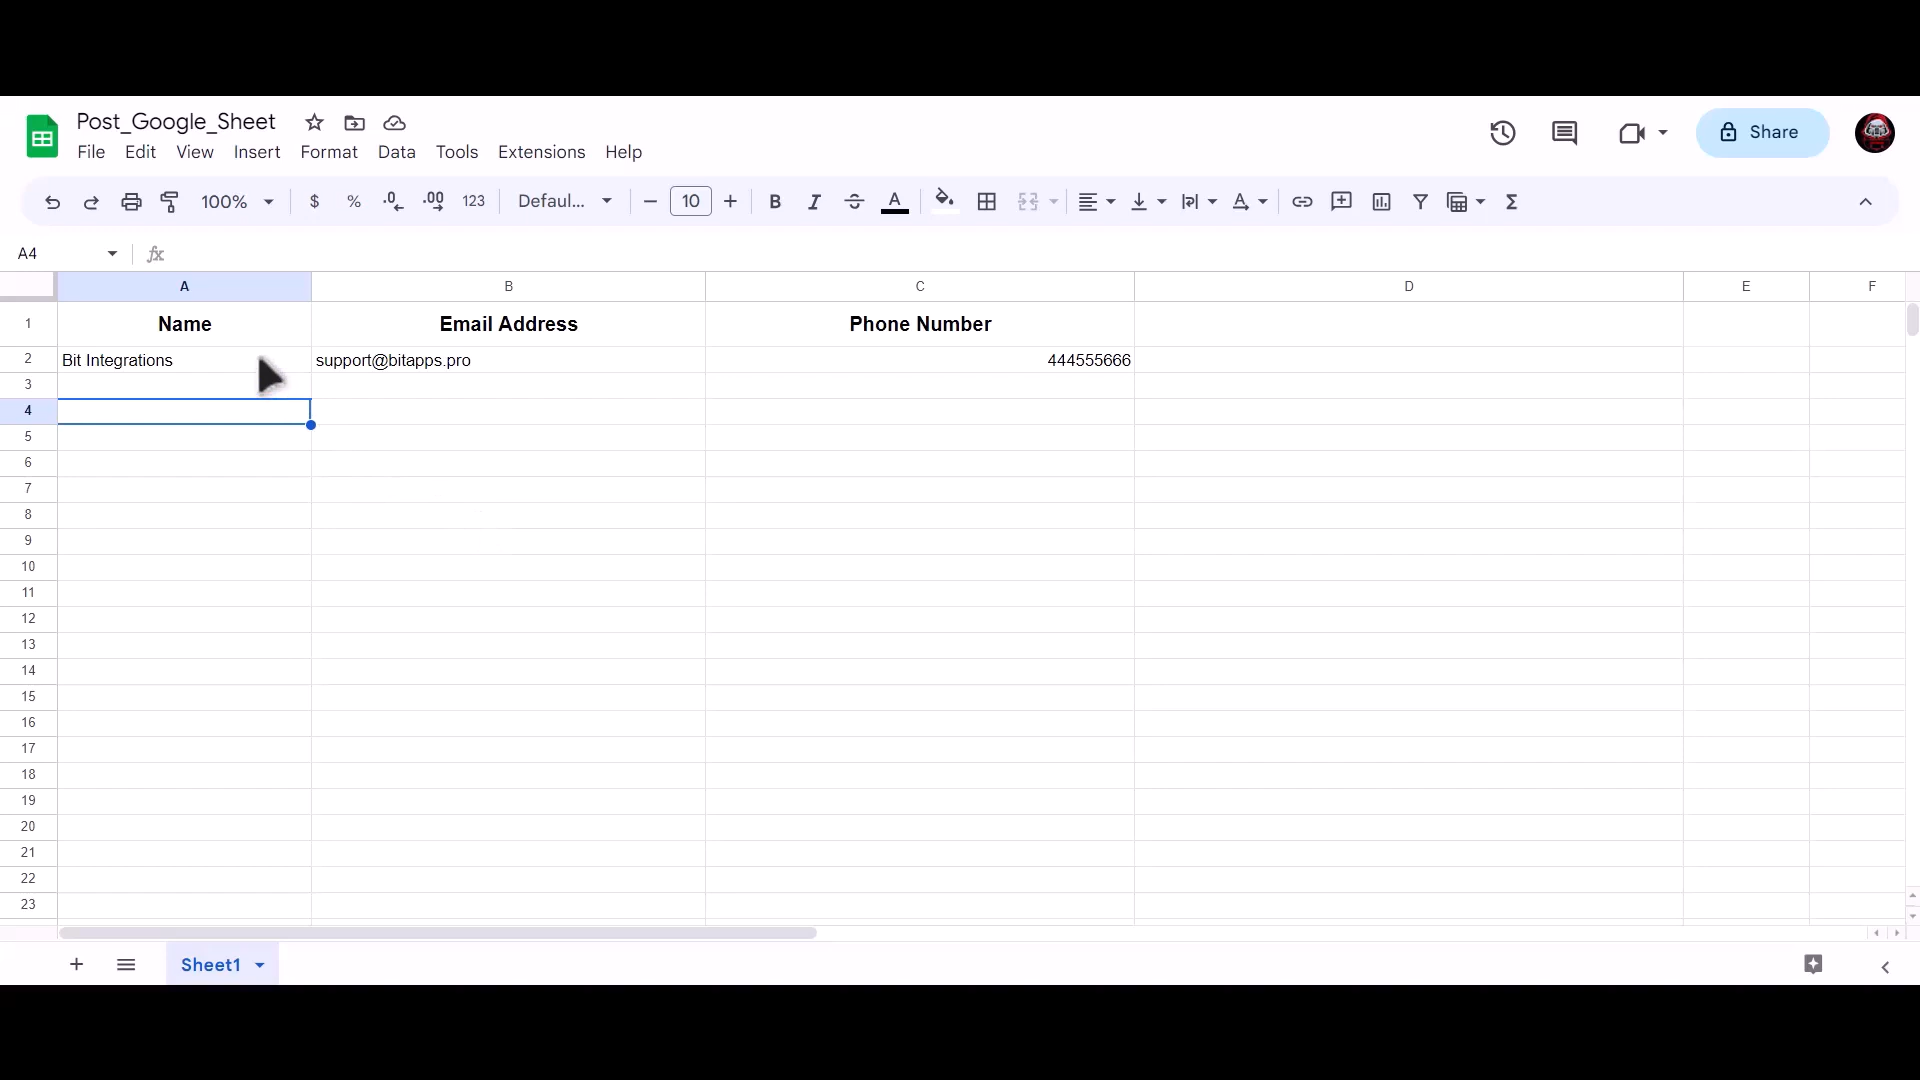 Post_Google_Sheet
File Edit View Insert Format Data Tools Extensions Help
Share
100% $ % .0 .00 123 Defaul... 10 B I S A Σ
A4 fx
A B C D E F
1 Name Email Address Phone Number
2 Bit Integrations support@bitapps.pro 444555666
3
4
5
6
7
8
9
10
11
12
13
14
15
16
17
18
19
20
21
22
23
Sheet1